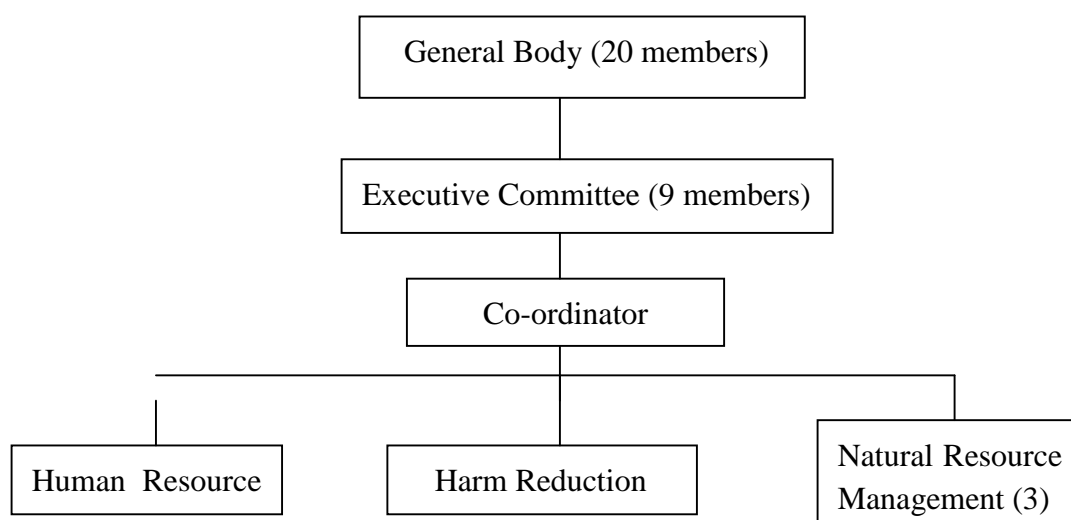 General Body (20 members)
Executive Committee (9 members)
Co-ordinator
Human Resource
Harm Reduction
Natural Resource
Management (3)